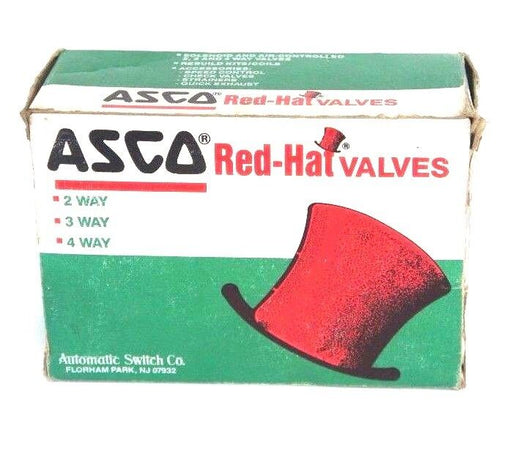 ▪ SOLENOID AND AIR-CONTROLLED
2, 3 AND 4 WAY VALVES
▪ REBUILD KITS/COILS
▪ ACCESSORIES:
- SPEED CONTROL
- CHECK VALVES
- STRAINERS
- QUICK EXHAUST
ASCO® Red-Hat VALVES
ASCO® Red-Hat® VALVES
▪ 2 WAY
▪ 3 WAY
▪ 4 WAY
Automatic Switch Co.
FLORHAM PARK, NJ 07932